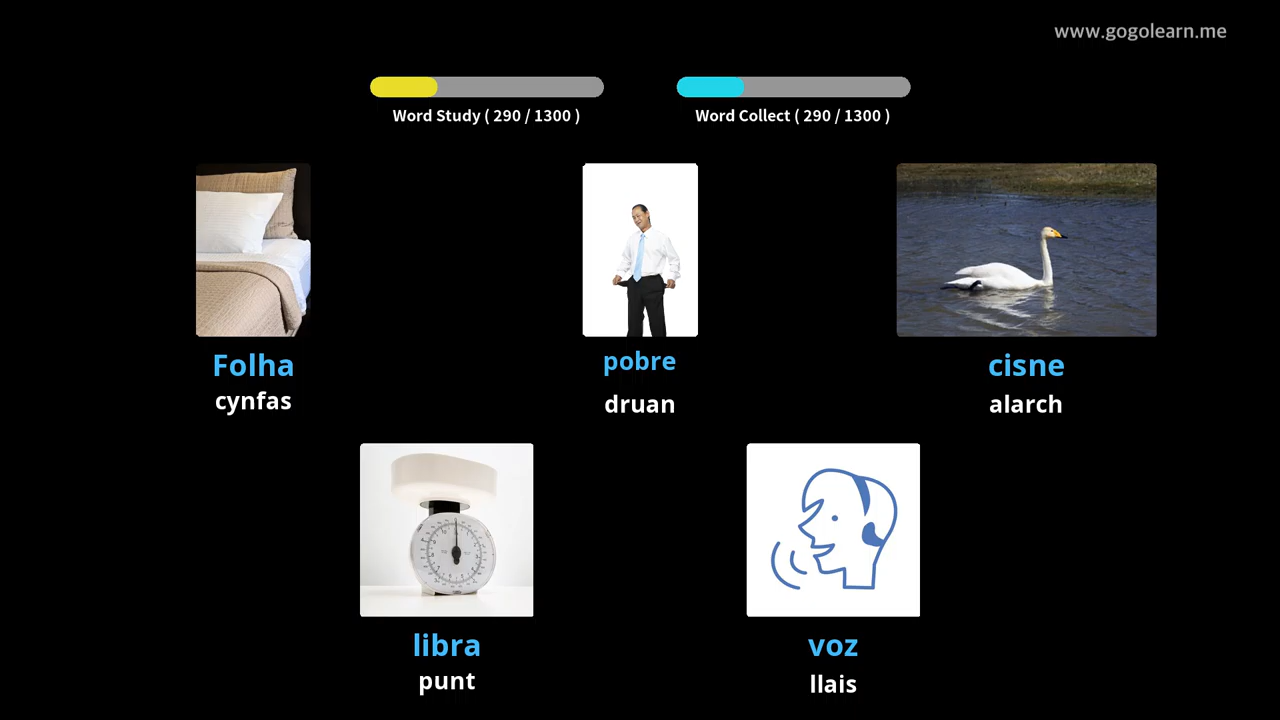 www.gogolearn.me
Word Study ( 290 / 1300 )
Word Collect ( 290 / 1300 )
Folha
cynfas
pobre
druan
cisne
alarch
libra
punt
voz
llais